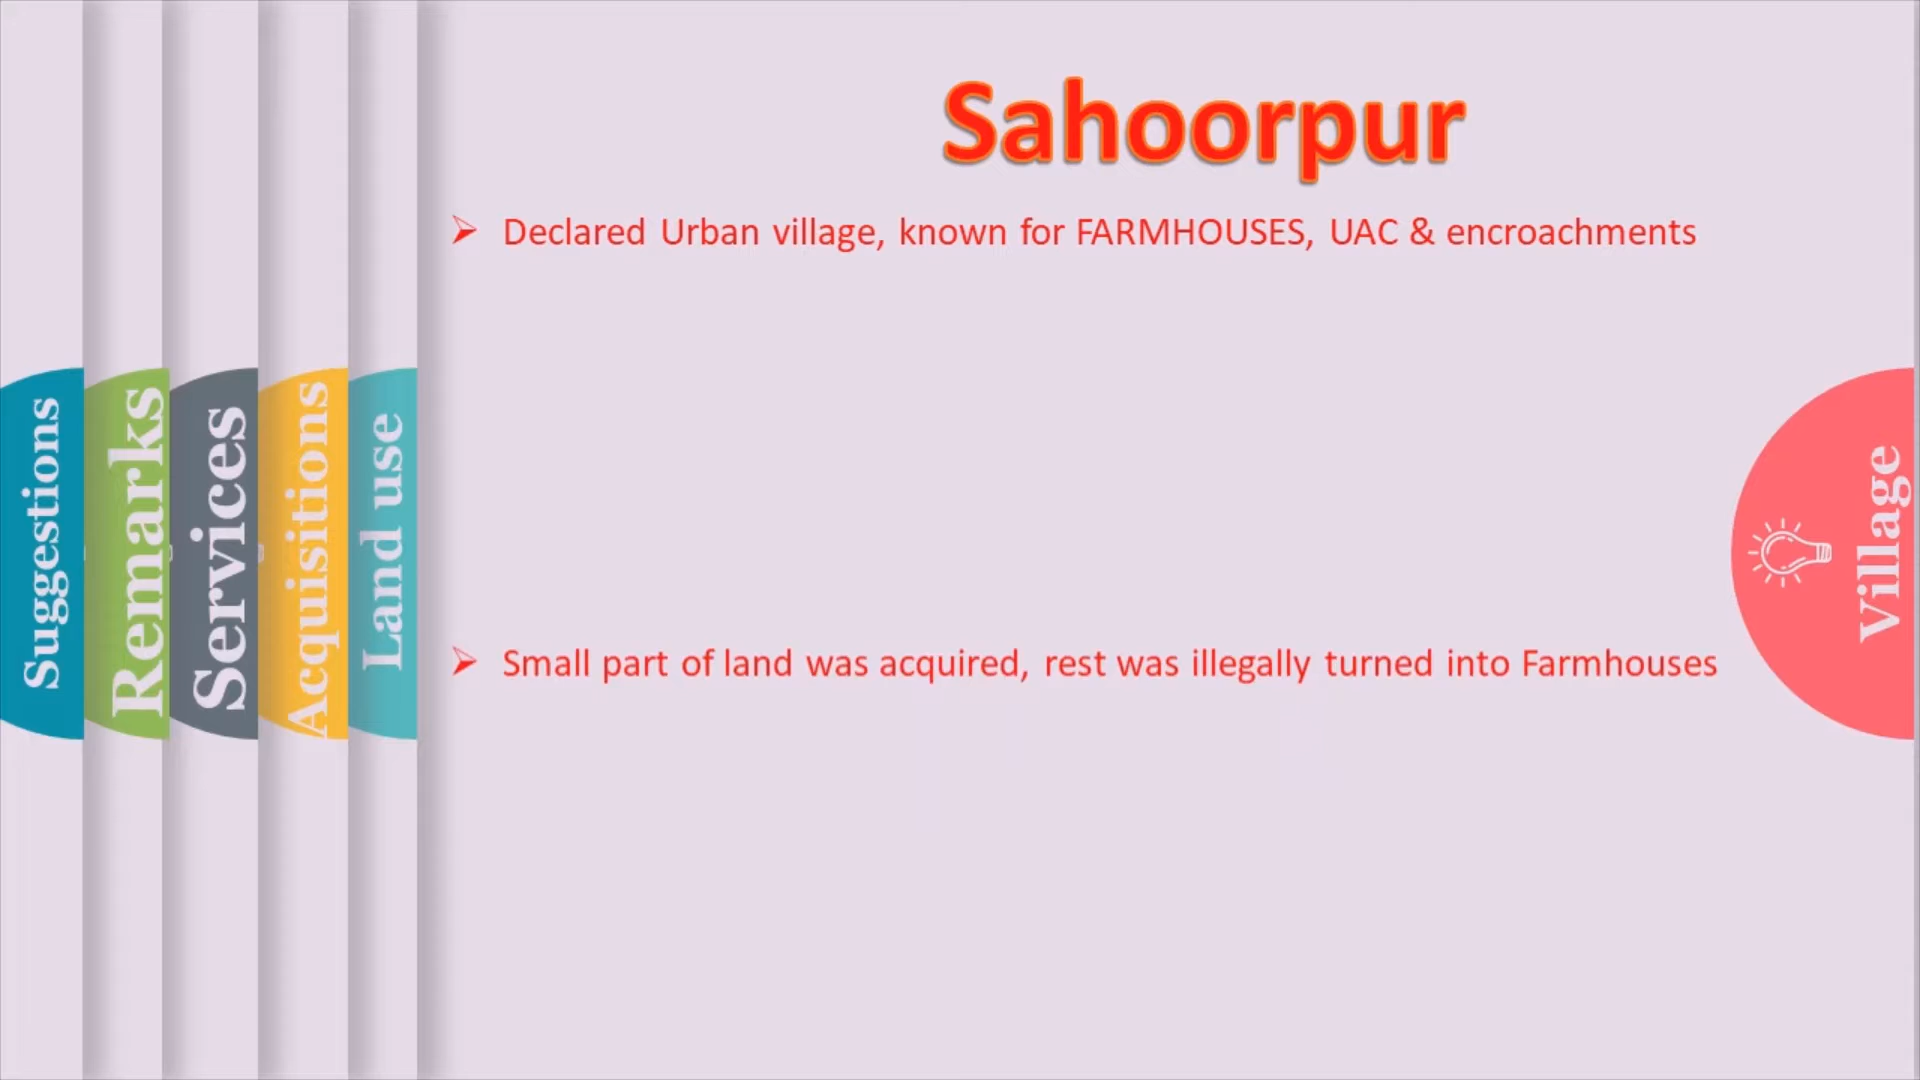 Sahoorpur
Declared Urban village, known for FARMHOUSES, UAC & encroachments
Small part of land was acquired, rest was illegally turned into Farmhouses
Suggestions
Remarks
Services
Acquisitions
Land use
Village